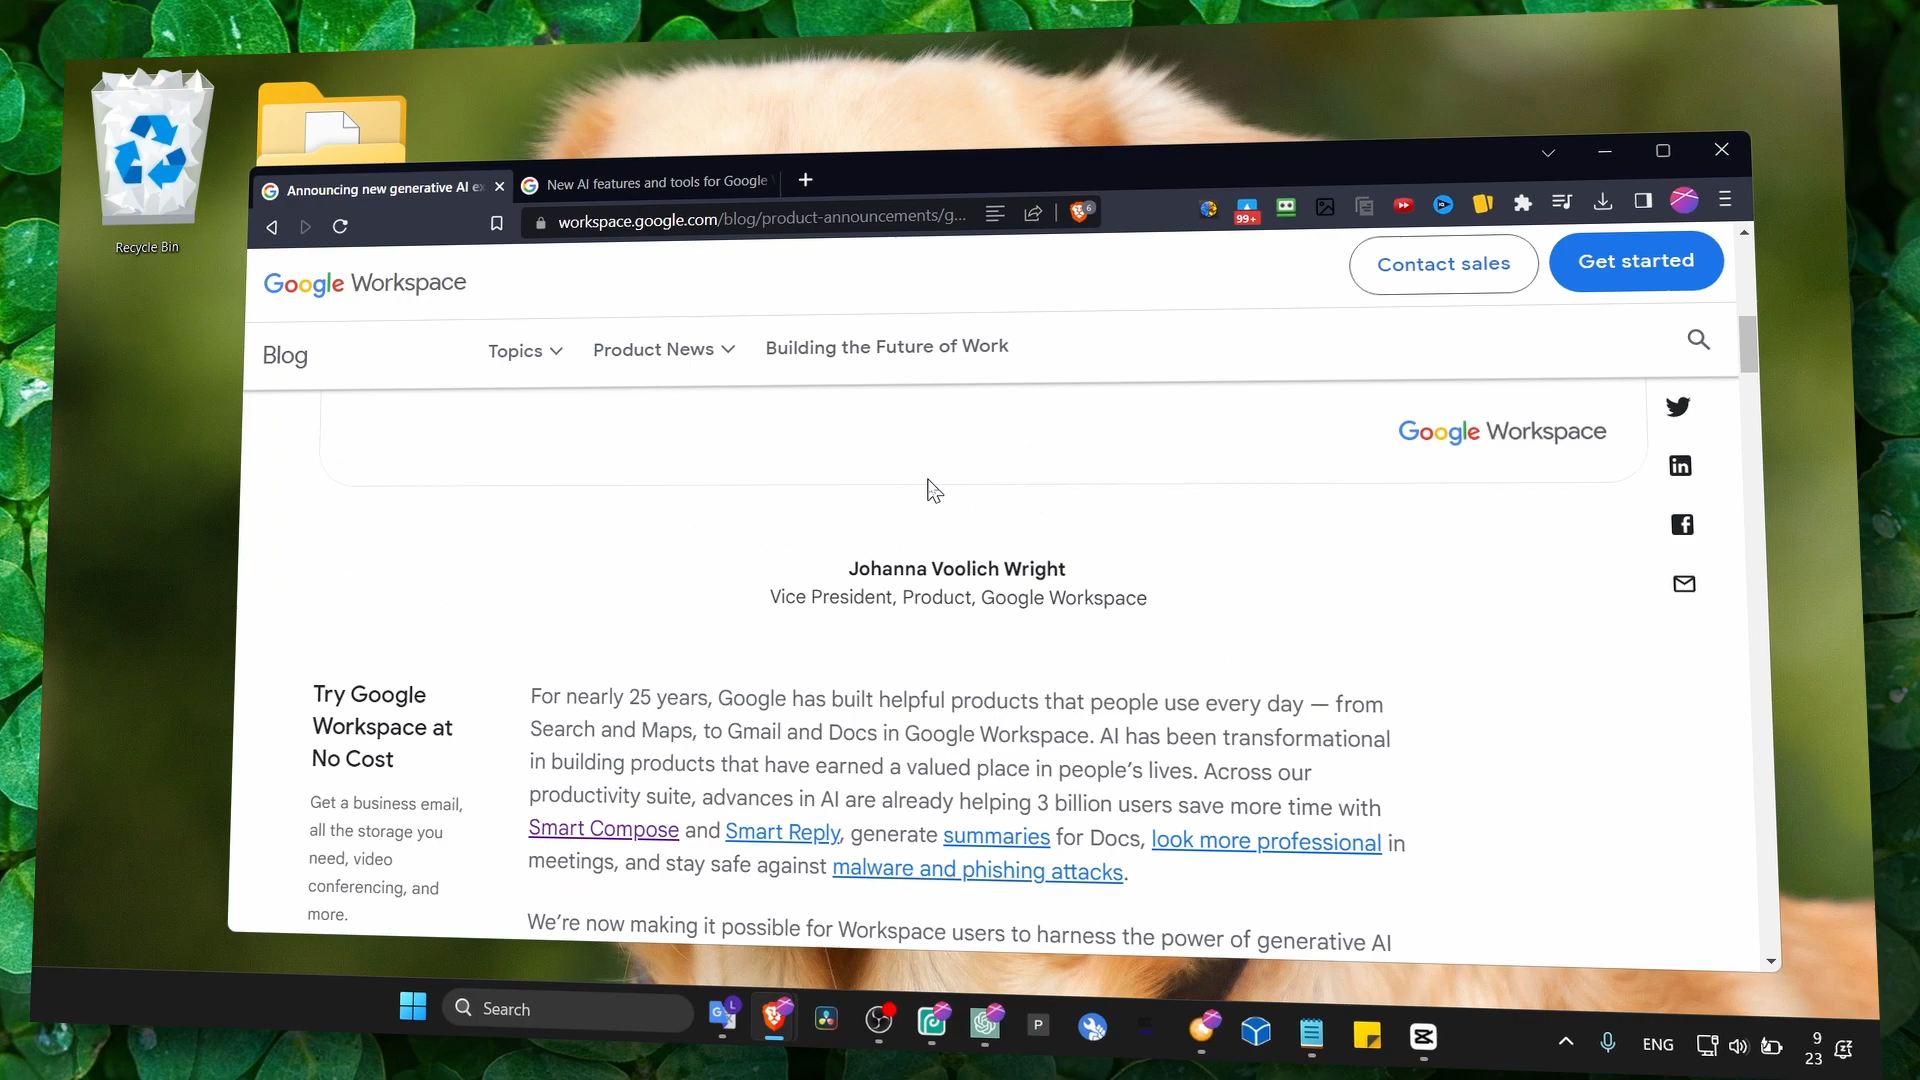 Recycle Bin
Announcing new generative AI ex
New AI features and tools for Google
workspace.google.com/blog/product-announcements/g...
6
99+
Google Workspace
Contact sales
Get started
Blog
Topics
Product News
Building the Future of Work
Google Workspace
Johanna Voolich Wright
Vice President, Product, Google Workspace
Try Google
Workspace at
No Cost
Get a business email,
all the storage you
need, video
conferencing, and
more.
For nearly 25 years, Google has built helpful products that people use every day — from
Search and Maps, to Gmail and Docs in Google Workspace. AI has been transformational
in building products that have earned a valued place in people’s lives. Across our
productivity suite, advances in AI are already helping 3 billion users save more time with
Smart Compose and Smart Reply, generate summaries for Docs, look more professional in
meetings, and stay safe against malware and phishing attacks.
We’re now making it possible for Workspace users to harness the power of generative AI
Search
L
P
ENG
9
23